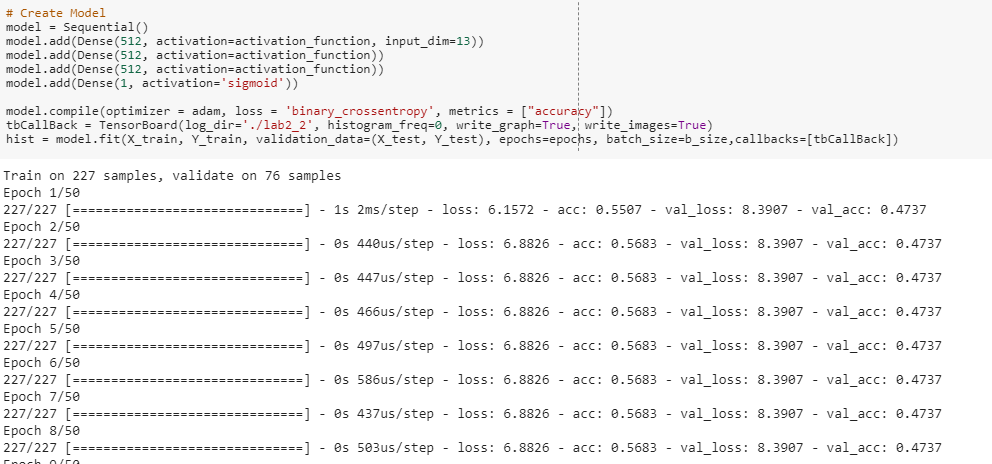 # Create Model
model = Sequential()
model.add(Dense(512, activation=activation_function, input_dim=13))
model.add(Dense(512, activation=activation_function))
model.add(Dense(512, activation=activation_function))
model.add(Dense(1, activation='sigmoid'))
model.compile(optimizer = adam, loss = 'binary_crossentropy', metrics = ["accuracy"])
tbCallBack = TensorBoard(log_dir='./lab2_2', histogram_freq=0, write_graph=True, write_images=True)
hist = model.fit(X_train, Y_train, validation_data=(X_test, Y_test), epochs=epochs, batch_size=b_size,callbacks=[tbCallBack])
Train on 227 samples, validate on 76 samples
Epoch 1/50
227/227 [==============================] - 1s 2ms/step - loss: 6.1572 - acc: 0.5507 - val_loss: 8.3907 - val_acc: 0.4737
Epoch 2/50
227/227 [==============================] - 0s 440us/step - loss: 6.8826 - acc: 0.5683 - val_loss: 8.3907 - val_acc: 0.4737
Epoch 3/50
227/227 [==============================] - 0s 447us/step - loss: 6.8826 - acc: 0.5683 - val_loss: 8.3907 - val_acc: 0.4737
Epoch 4/50
227/227 [==============================] - 0s 466us/step - loss: 6.8826 - acc: 0.5683 - val_loss: 8.3907 - val_acc: 0.4737
Epoch 5/50
227/227 [==============================] - 0s 497us/step - loss: 6.8826 - acc: 0.5683 - val_loss: 8.3907 - val_acc: 0.4737
Epoch 6/50
227/227 [==============================] - 0s 586us/step - loss: 6.8826 - acc: 0.5683 - val_loss: 8.3907 - val_acc: 0.4737
Epoch 7/50
227/227 [==============================] - 0s 437us/step - loss: 6.8826 - acc: 0.5683 - val_loss: 8.3907 - val_acc: 0.4737
Epoch 8/50
227/227 [==============================] - 0s 503us/step - loss: 6.8826 - acc: 0.5683 - val_loss: 8.3907 - val_acc: 0.4737